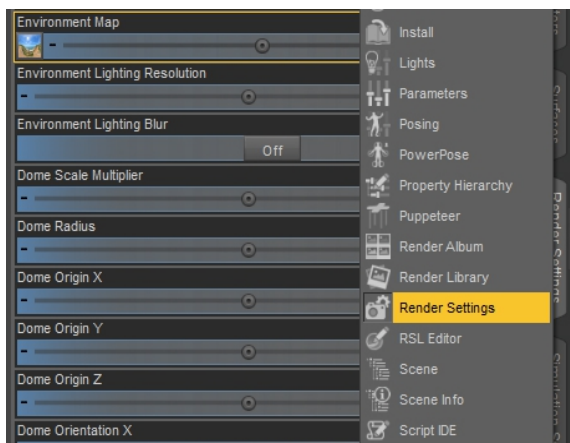 Environment Map
Environment Lighting Resolution
Environment Lighting Blur
Off
Dome Scale Multiplier
Dome Radius
Dome Origin X
Dome Origin Y
Dome Origin Z
Dome Orientation X
Install
Lights
Parameters
Posing
PowerPose
Property Hierarchy
Puppeteer
Render Album
Render Library
Render Settings
RSL Editor
Scene
Scene Info
Script IDE
Render Settings